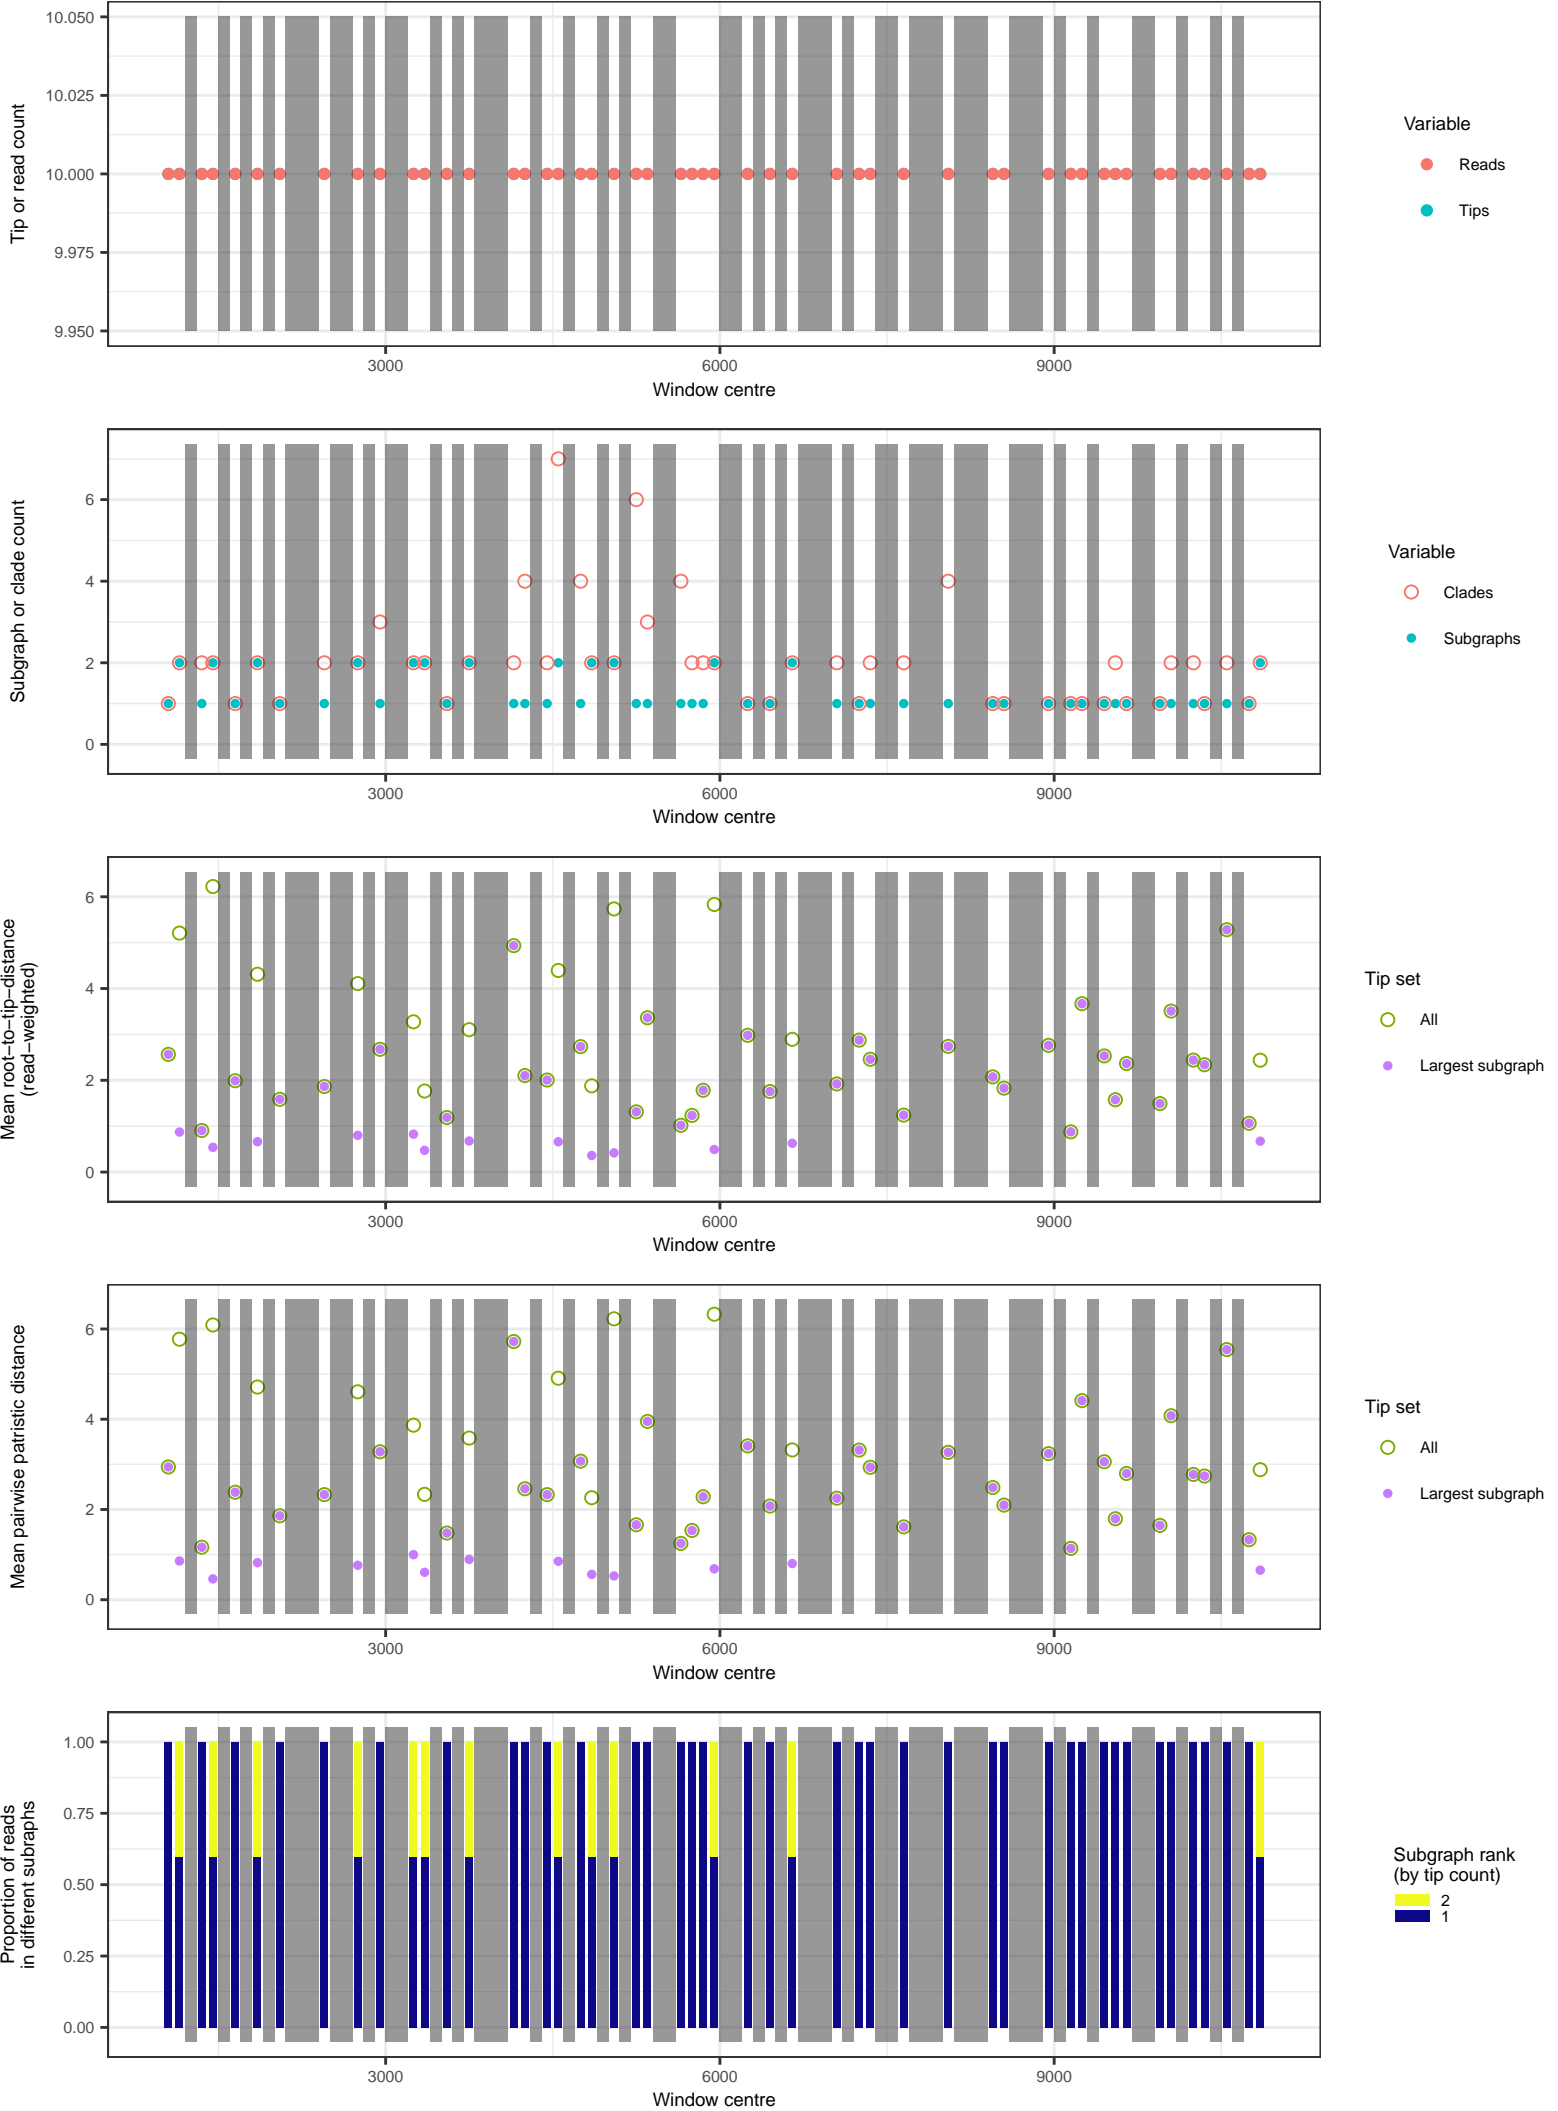 10.050
10.025
10.000
9.975
9.950
Tip or read count
3000 6000 9000
Window centre
Variable
Reads
Tips
6
4
2
0
Subgraph or clade count
3000 6000 9000
Window centre
Variable
Clades
Subgraphs
6
4
2
0
Mean root−to−tip−distance
(read−weighted)
3000 6000 9000
Window centre
Tip set
All
Largest subgraph
6
4
2
0
Mean pairwise patristic distance
3000 6000 9000
Window centre
Tip set
All
Largest subgraph
1.00
0.75
0.50
0.25
0.00
Proportion of reads
in different subraphs
3000 6000 9000
Window centre
Subgraph rank
(by tip count)
2
1